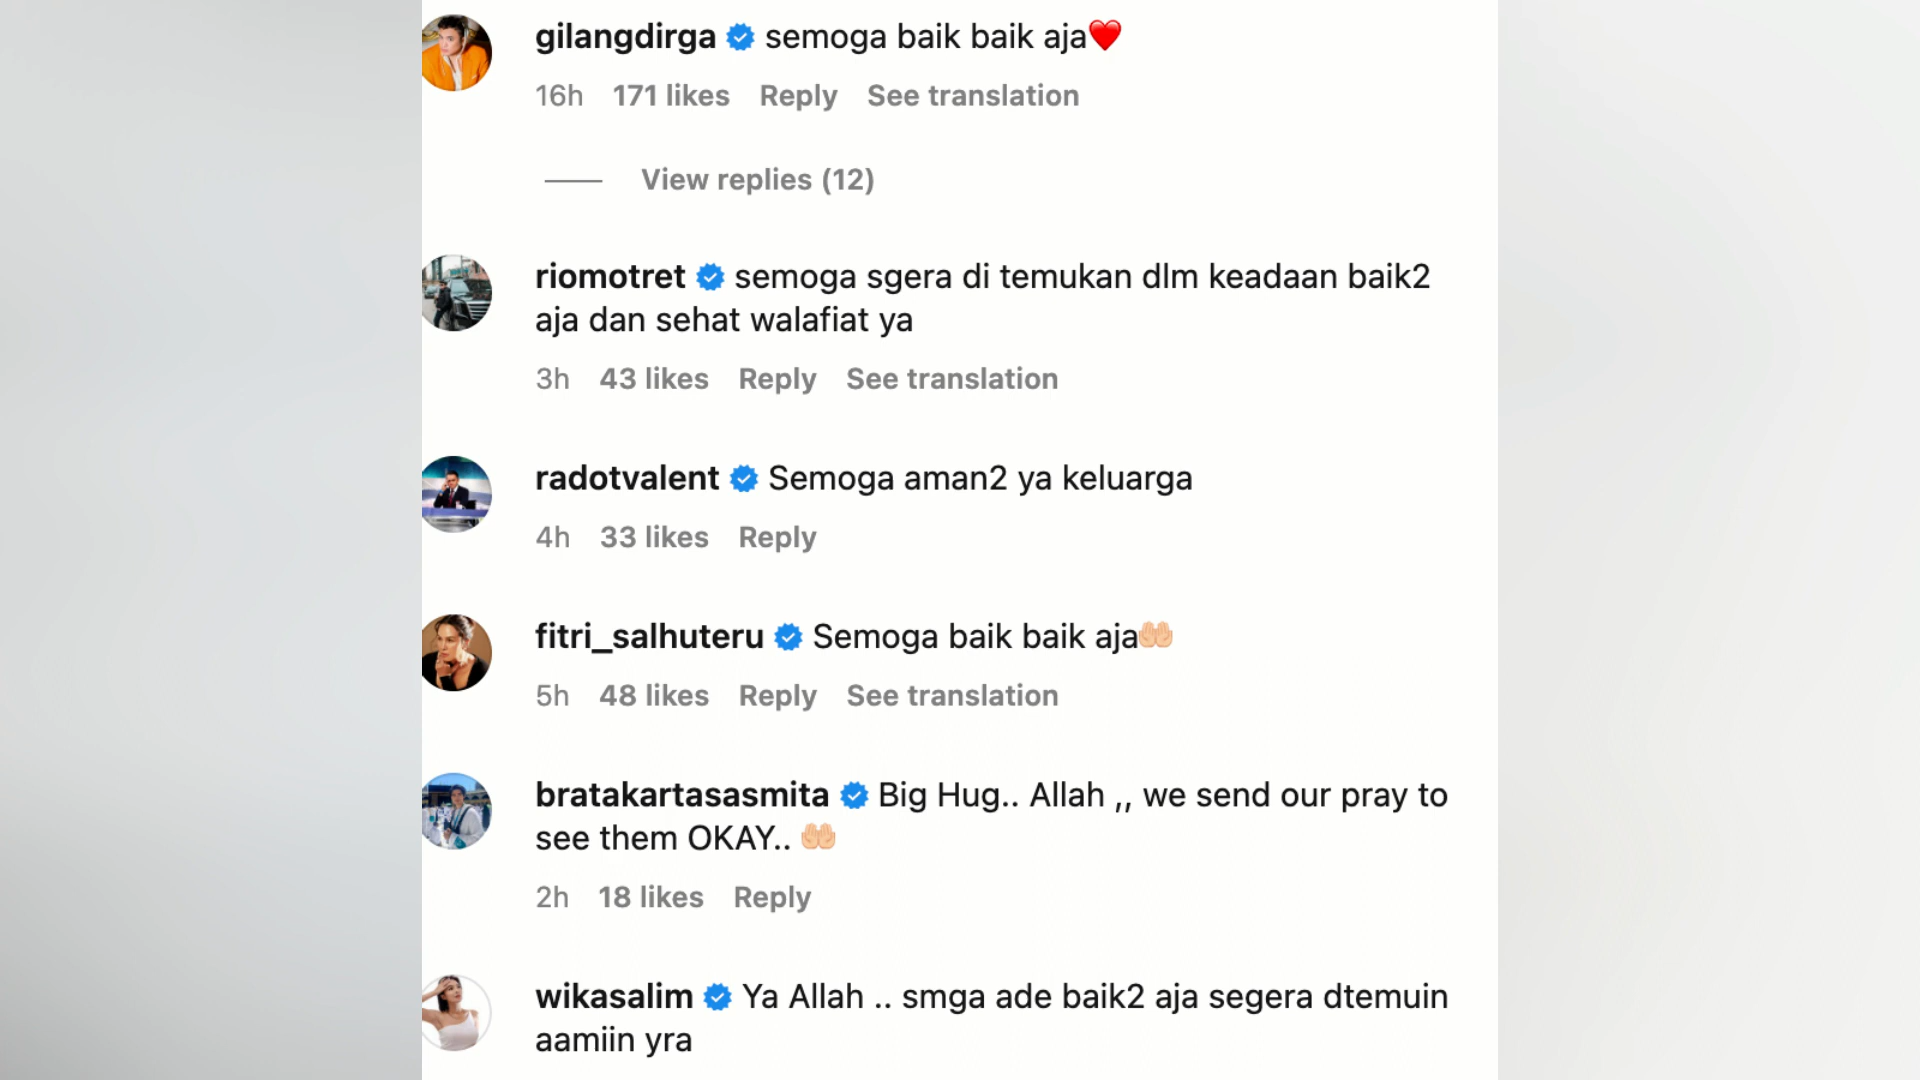 gilangdirga semoga baik baik aja❤️
16h 171 likes Reply See translation
View replies (12)
riomotret semoga sgera di temukan dlm keadaan baik2
aja dan sehat walafiat ya
3h 43 likes Reply See translation
radotvalent Semoga aman2 ya keluarga
4h 33 likes Reply
fitri_salhuteru Semoga baik baik aja🤲🏻
5h 48 likes Reply See translation
bratakartasasmita Big Hug.. Allah ,, we send our pray to
see them OKAY.. 🤲🏻
2h 18 likes Reply
wikasalim Ya Allah .. smga ade baik2 aja segera dtemuin
aamiin yra